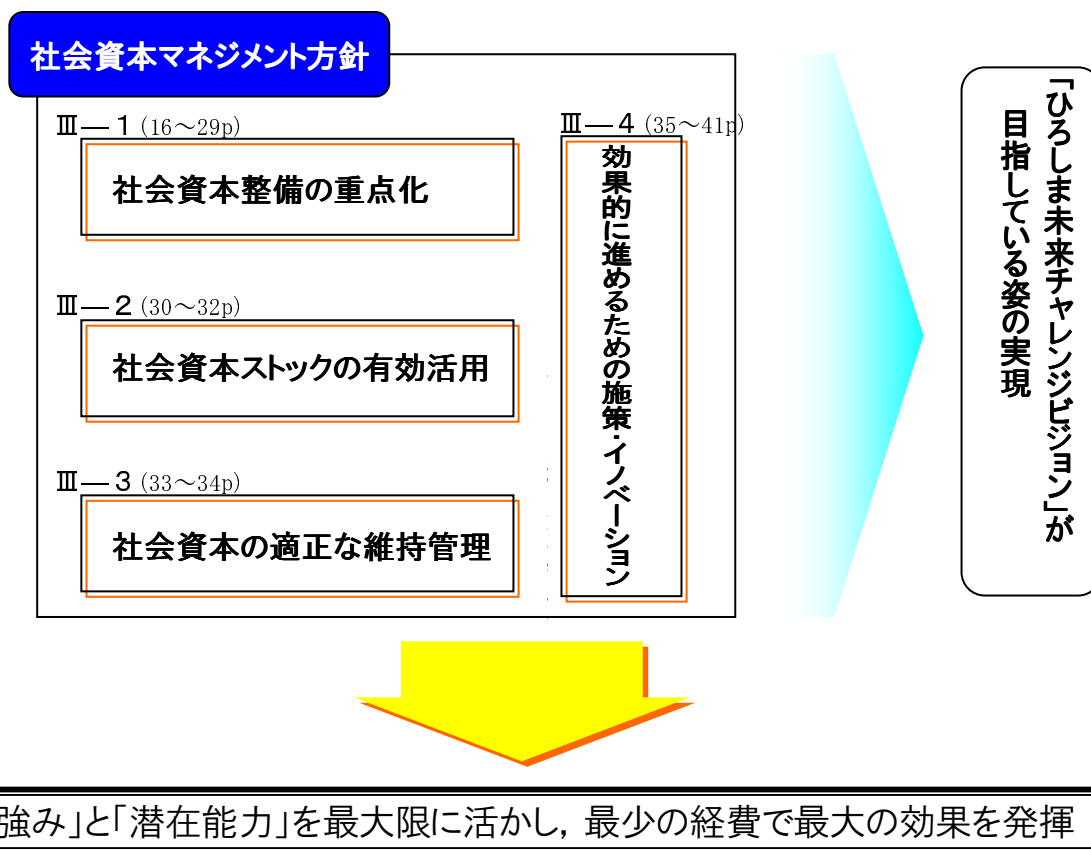 社会資本マネジメント方針
Ⅲ―1 (16～29p)
社会資本整備の重点化
Ⅲ―2 (30～32p)
社会資本ストックの有効活用
Ⅲ―3 (33～34p)
社会資本の適正な維持管理
Ⅲ―4 (35～41p)
効果的に進めるための施策・イノベーション
「ひろしま未来チャレンジビジョン」が
目指している姿の実現
強み」と「潜在能力」を最大限に活かし，最少の経費で最大の効果を発揮